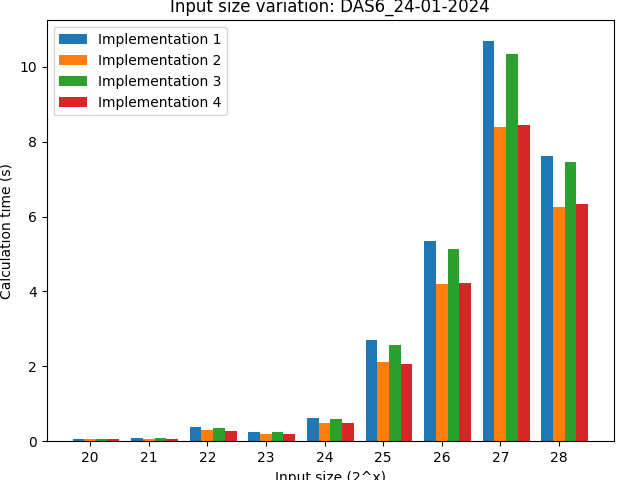 Input size variation: DAS6_24-01-2024
Implementation 1
Implementation 2
Implementation 3
Implementation 4
Calculation time (s)
10
8
6
4
2
0
20 21 22 23 24 25 26 27 28
Input size (2^x)